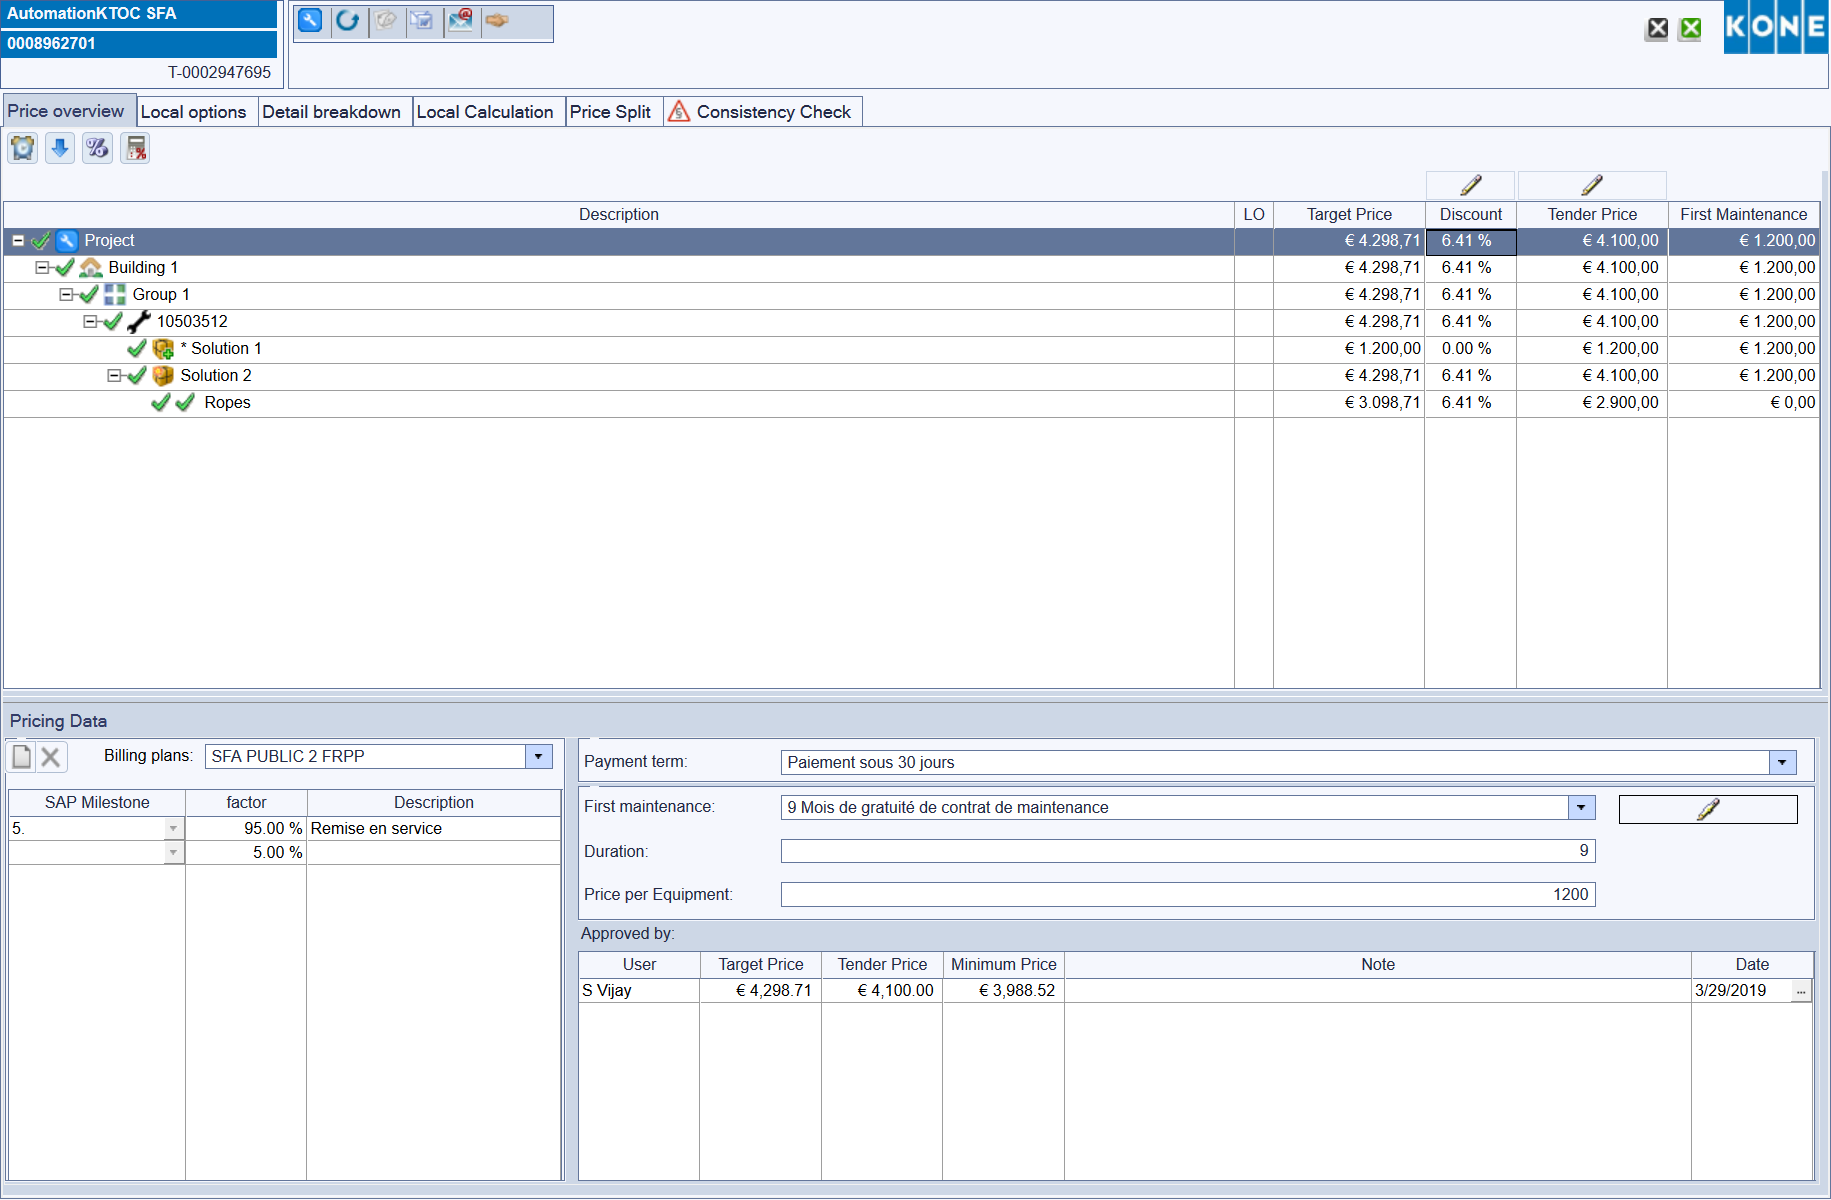 AutomationKTOC SFA
0008962701
T-0002947695
KONE
Price overview Local options Detail breakdown Local Calculation Price Split Consistency Check
Description LO Target Price Discount Tender Price First Maintenance
Project € 4.298,71 6.41 % € 4.100,00 € 1.200,00
Building 1 € 4.298,71 6.41 % € 4.100,00 € 1.200,00
Group 1 € 4.298,71 6.41 % € 4.100,00 € 1.200,00
10503512 € 4.298,71 6.41 % € 4.100,00 € 1.200,00
* Solution 1 € 1.200,00 0.00 % € 1.200,00 € 1.200,00
Solution 2 € 4.298,71 6.41 % € 4.100,00 € 1.200,00
Ropes € 3.098,71 6.41 % € 2.900,00 € 0,00
Pricing Data
Billing plans: SFA PUBLIC 2 FRPP
SAP Milestone factor Description
5. 95.00 % Remise en service
5.00 %
Payment term: Paiement sous 30 jours
First maintenance: 9 Mois de gratuité de contrat de maintenance
Duration: 9
Price per Equipment: 1200
Approved by:
User Target Price Tender Price Minimum Price Note Date
S Vijay € 4,298.71 € 4,100.00 € 3,988.52 3/29/2019 ...